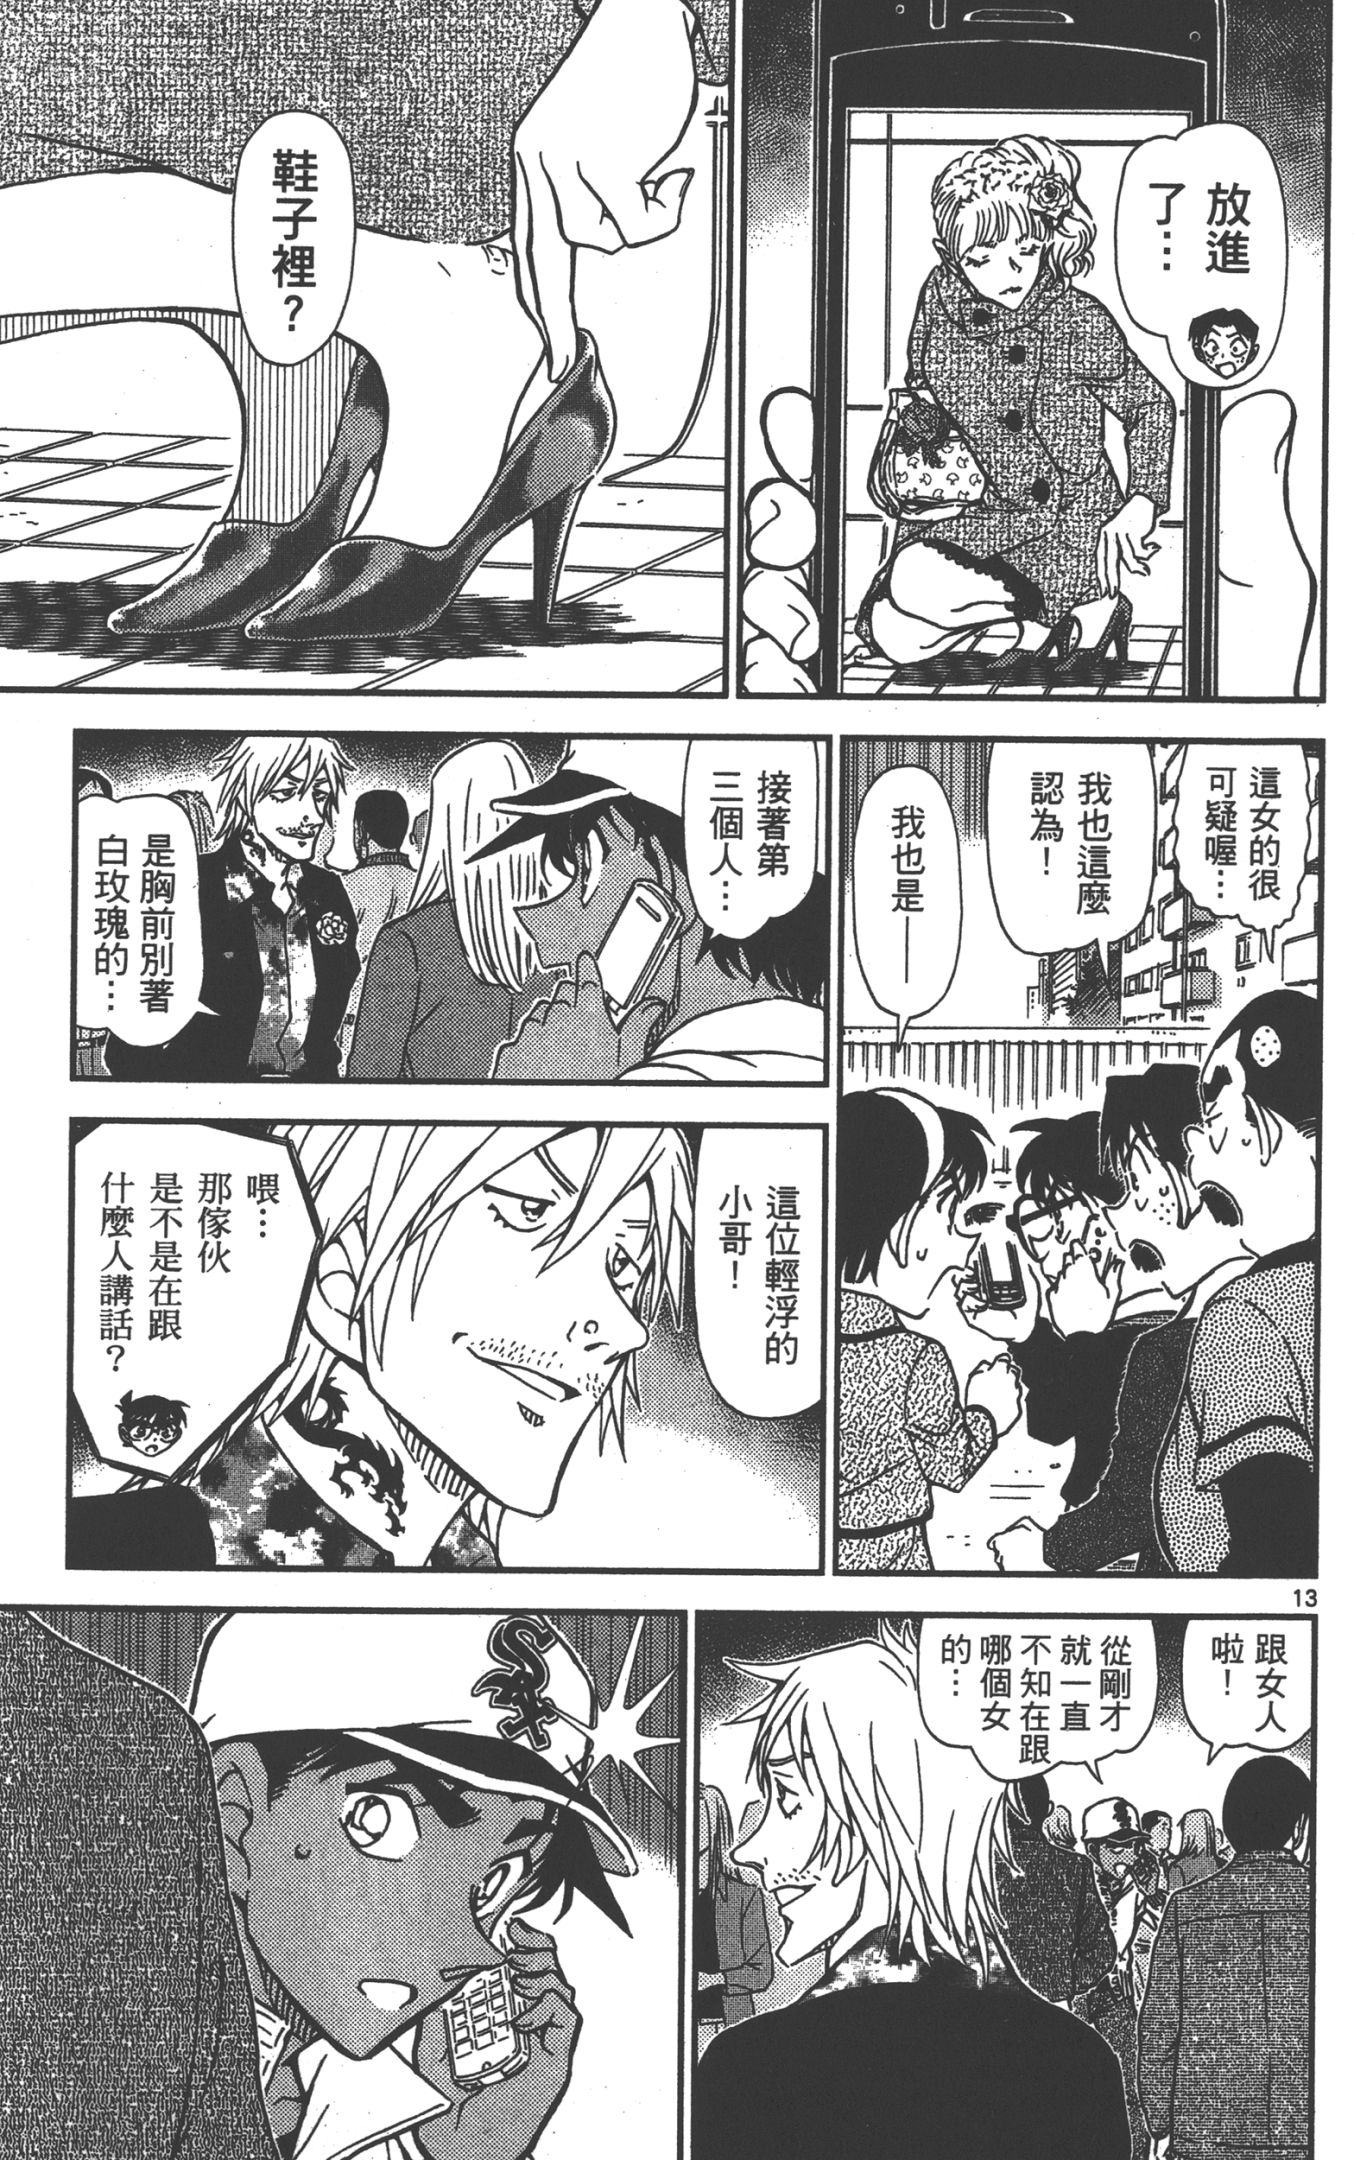 放進
了…
鞋子裡？
這女的很
可疑喔…
我也這麼
認為！
我也是——
接著第
三個人…
是胸前別著
白玫瑰的…
這位輕浮的
小哥！
喂…
那傢伙
是不是在跟
什麼人講話？
13
跟女人
啦！
從剛才
就一直
不知在跟
哪個女
的…
Sox